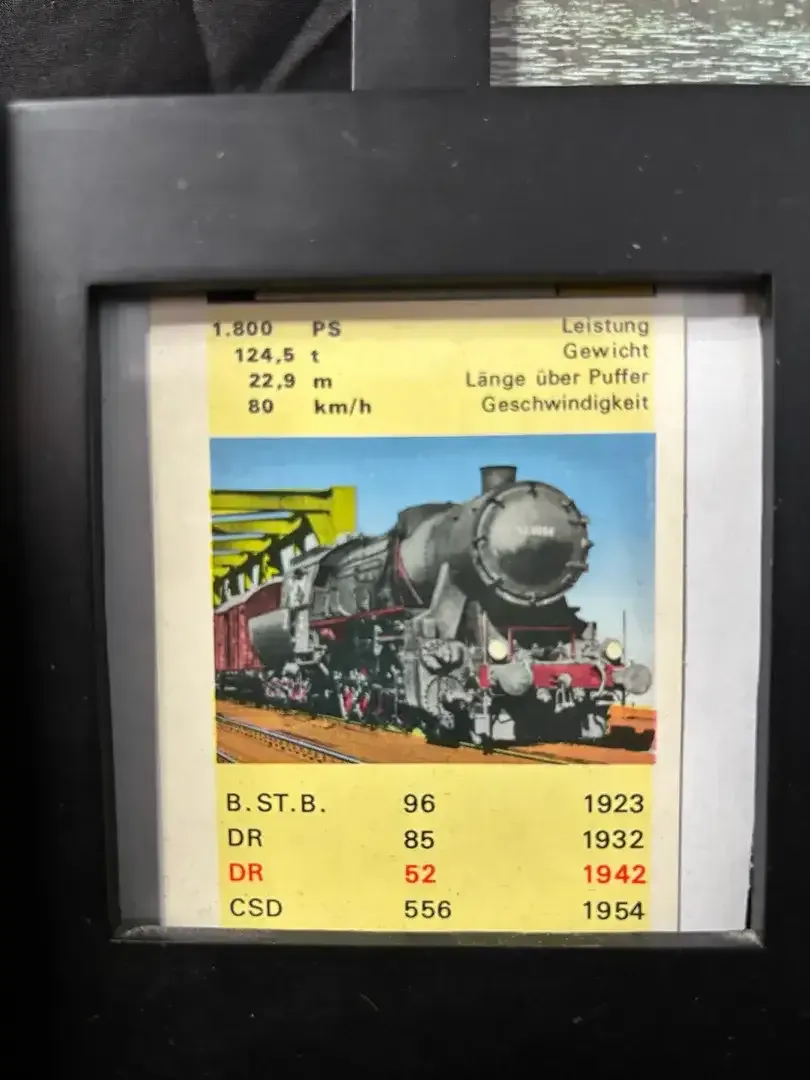 1.800 PS Leistung
124,5 t Gewicht
22,9 m Länge über Puffer
80 km/h Geschwindigkeit
B.ST.B. 96 1923
DR 85 1932
DR 52 1942
CSD 556 1954